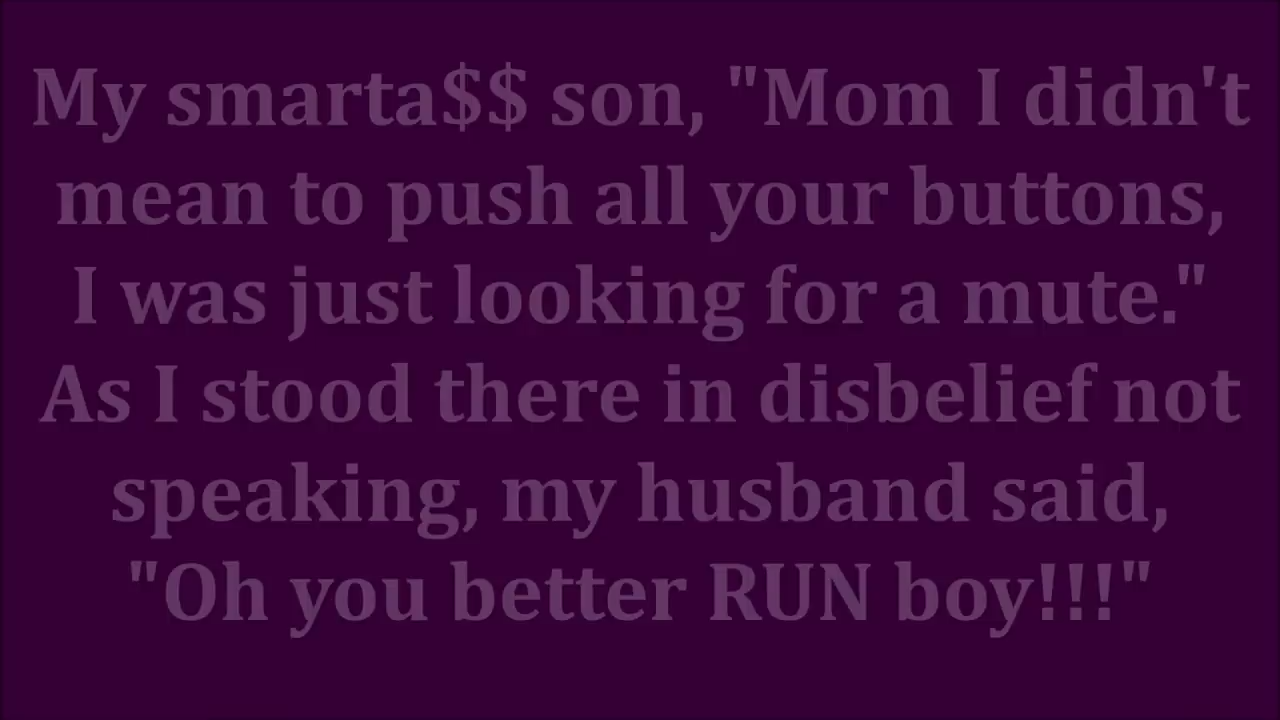 My smarta$$ son, "Mom I didn't
mean to push all your buttons,
I was just looking for a mute."
As I stood there in disbelief not
speaking, my husband said,
"Oh you better RUN boy!!!"